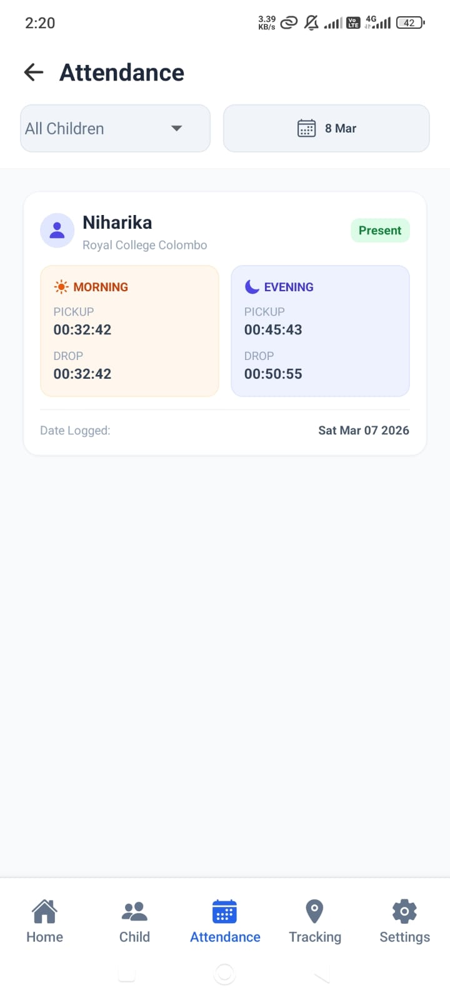 2:20 3.39 KB/s Vo LTE 4G 42
Attendance
All Children 8 Mar
Niharika
Royal College Colombo
Present
MORNING
PICKUP
00:32:42
DROP
00:32:42
EVENING
PICKUP
00:45:43
DROP
00:50:55
Date Logged: Sat Mar 07 2026
Home Child Attendance Tracking Settings